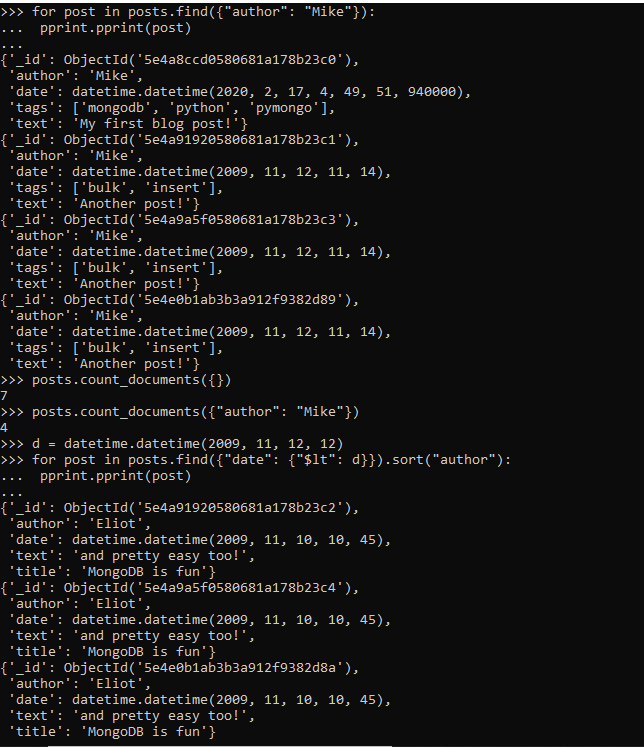 >>> for post in posts.find({"author": "Mike"}):
...  pprint.pprint(post)
...
{'_id': ObjectId('5e4a8ccd0580681a178b23c0'),
 'author': 'Mike',
 'date': datetime.datetime(2020, 2, 17, 4, 49, 51, 940000),
 'tags': ['mongodb', 'python', 'pymongo'],
 'text': 'My first blog post!'}
{'_id': ObjectId('5e4a91920580681a178b23c1'),
 'author': 'Mike',
 'date': datetime.datetime(2009, 11, 12, 11, 14),
 'tags': ['bulk', 'insert'],
 'text': 'Another post!'}
{'_id': ObjectId('5e4a9a5f0580681a178b23c3'),
 'author': 'Mike',
 'date': datetime.datetime(2009, 11, 12, 11, 14),
 'tags': ['bulk', 'insert'],
 'text': 'Another post!'}
{'_id': ObjectId('5e4e0b1ab3b3a912f9382d89'),
 'author': 'Mike',
 'date': datetime.datetime(2009, 11, 12, 11, 14),
 'tags': ['bulk', 'insert'],
 'text': 'Another post!'}
>>> posts.count_documents({})
7
>>> posts.count_documents({"author": "Mike"})
4
>>> d = datetime.datetime(2009, 11, 12, 12)
>>> for post in posts.find({"date": {"$lt": d}}).sort("author"):
...  pprint.pprint(post)
...
{'_id': ObjectId('5e4a91920580681a178b23c2'),
 'author': 'Eliot',
 'date': datetime.datetime(2009, 11, 10, 10, 45),
 'text': 'and pretty easy too!',
 'title': 'MongoDB is fun'}
{'_id': ObjectId('5e4a9a5f0580681a178b23c4'),
 'author': 'Eliot',
 'date': datetime.datetime(2009, 11, 10, 10, 45),
 'text': 'and pretty easy too!',
 'title': 'MongoDB is fun'}
{'_id': ObjectId('5e4e0b1ab3b3a912f9382d8a'),
 'author': 'Eliot',
 'date': datetime.datetime(2009, 11, 10, 10, 45),
 'text': 'and pretty easy too!',
 'title': 'MongoDB is fun'}